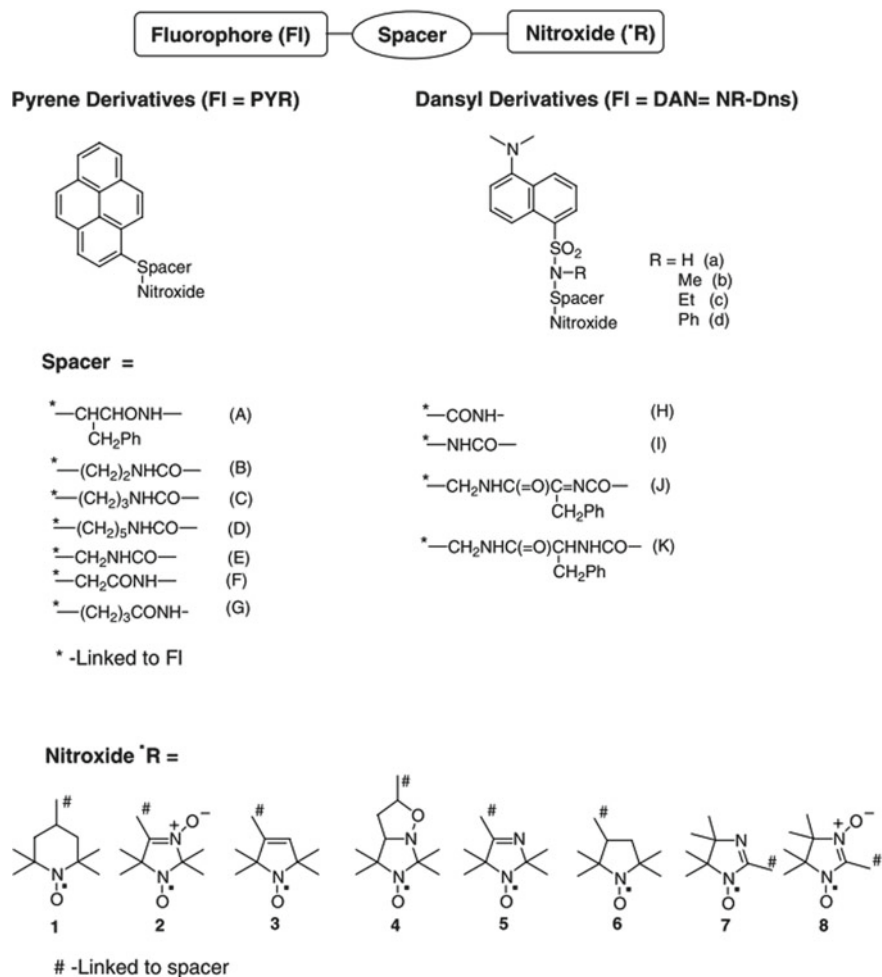 Fluorophore (Fl) Spacer Nitroxide (•R)
Pyrene Derivatives (Fl = PYR)
Dansyl Derivatives (Fl = DAN= NR-Dns)
Spacer
Nitroxide
N
SO2
N—R
Spacer
Nitroxide
R = H (a)
Me (b)
Et (c)
Ph (d)
Spacer =
*—CHCHONH— (A)
CH2Ph
*—(CH2)2NHCO— (B)
*—(CH2)3NHCO— (C)
*—(CH2)5NHCO— (D)
*—CH2NHCO— (E)
*—CH2CONH— (F)
*—(CH2)3CONH- (G)
* -Linked to Fl
*—CONH- (H)
*—NHCO— (I)
*—CH2NHC(=O)C=NCO— (J)
CH2Ph
*—CH2NHC(=O)CHNHCO— (K)
CH2Ph
Nitroxide •R =
# N• O 1
# N+ O− N• O 2
# N• O 3
# O N N• O 4
# N N• O 5
# N• O 6
N # N• O 7
N+ O− # N• O 8
# -Linked to spacer